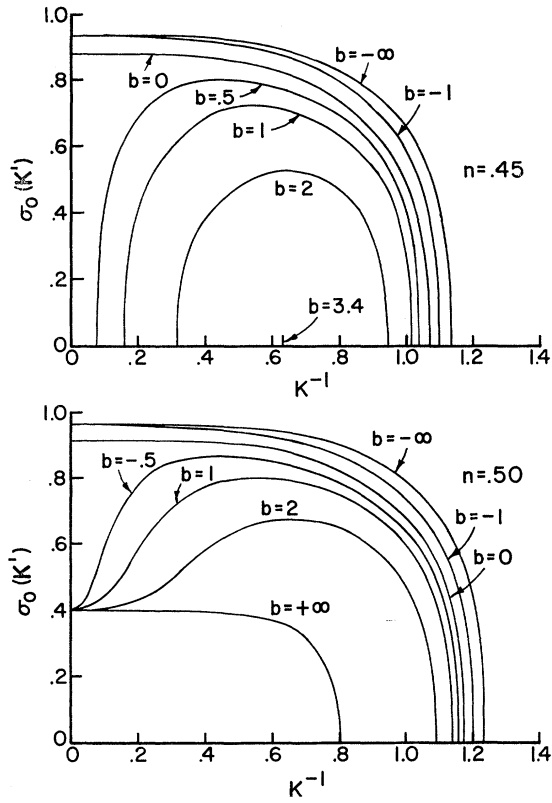 1.0
.8
.6
.4
.2
0
σ₀ (K')
b=0
b=.5
b=1
b=2
b=3.4
b=−∞
b=−1
n=.45
0 .2 .4 .6 .8 1.0 1.2 1.4
K⁻¹
1.0
.8
.6
.4
.2
0
σ₀ (K')
b=−.5
b=1
b=2
b=+∞
b=−∞
b=−1
b=0
n=.50
0 .2 .4 .6 .8 1.0 1.2 1.4
K⁻¹